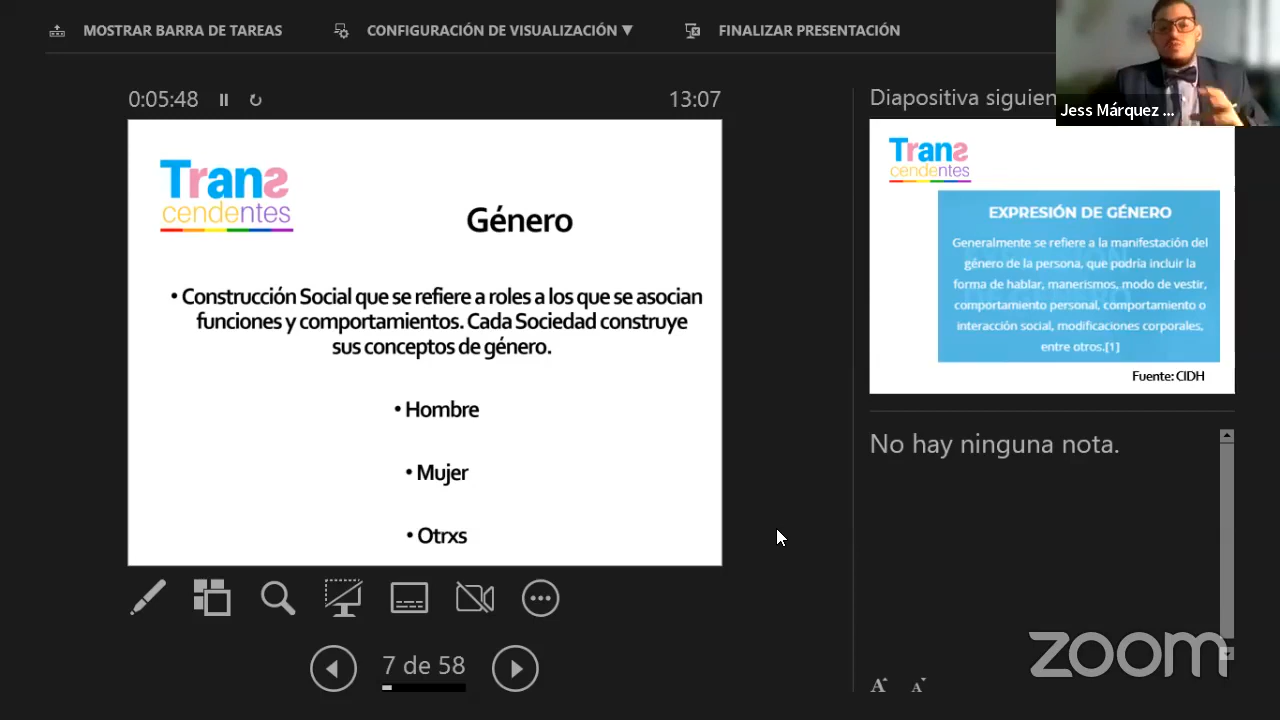 MOSTRAR BARRA DE TAREAS
CONFIGURACIÓN DE VISUALIZACIÓN ▼
FINALIZAR PRESENTACIÓN
Jess Márquez ...
0:05:48
13:07
Trans
cendentes
Género
• Construcción Social que se refiere a roles a los que se asocian
funciones y comportamientos. Cada Sociedad construye
sus conceptos de género.
• Hombre
• Mujer
• Otrxs
7 de 58
Diapositiva siguien
Trans
cendentes
EXPRESIÓN DE GÉNERO
Generalmente se refiere a la manifestación del
género de la persona, que podría incluir la
forma de hablar, manerismos, modo de vestir,
comportamiento personal, comportamiento o
interacción social, modificaciones corporales,
entre otros.[1]
Fuente: CIDH
No hay ninguna nota.
zoom
A A